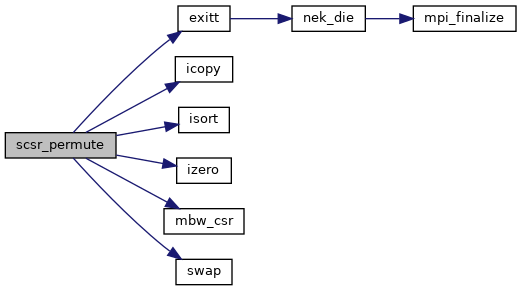 scsr_permute
exitt
nek_die
mpi_finalize
icopy
isort
izero
mbw_csr
swap